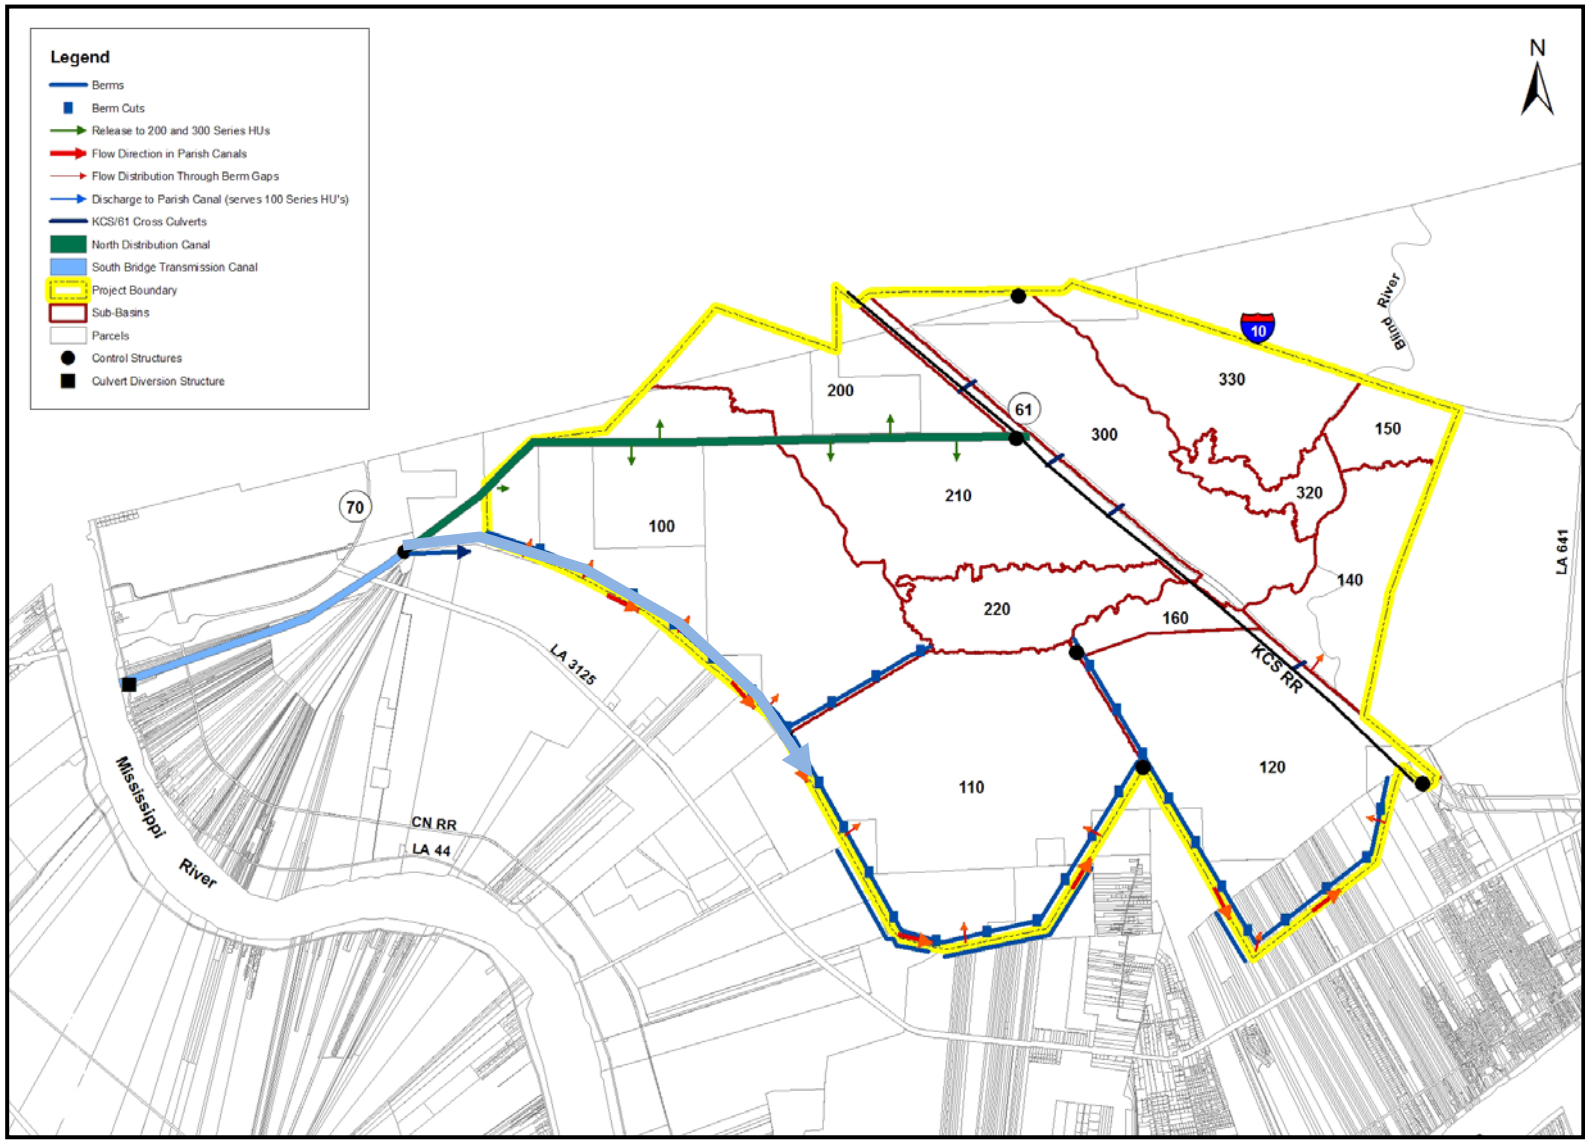 Legend
Berms
Berm Cuts
Release to 200 and 300 Series HUs
Flow Direction in Parish Canals
Flow Distribution Through Berm Gaps
Discharge to Parish Canal (serves 100 Series HU's)
KCS/61 Cross Culverts
North Distribution Canal
South Bridge Transmission Canal
Project Boundary
Sub-Basins
Parcels
Control Structures
Culvert Diversion Structure
N
Blind River
10
330
200
61
300
150
320
210
70
100
LA 641
140
220
160
LA 3125
KCS RR
Mississippi
River
110
120
CN RR
LA 44